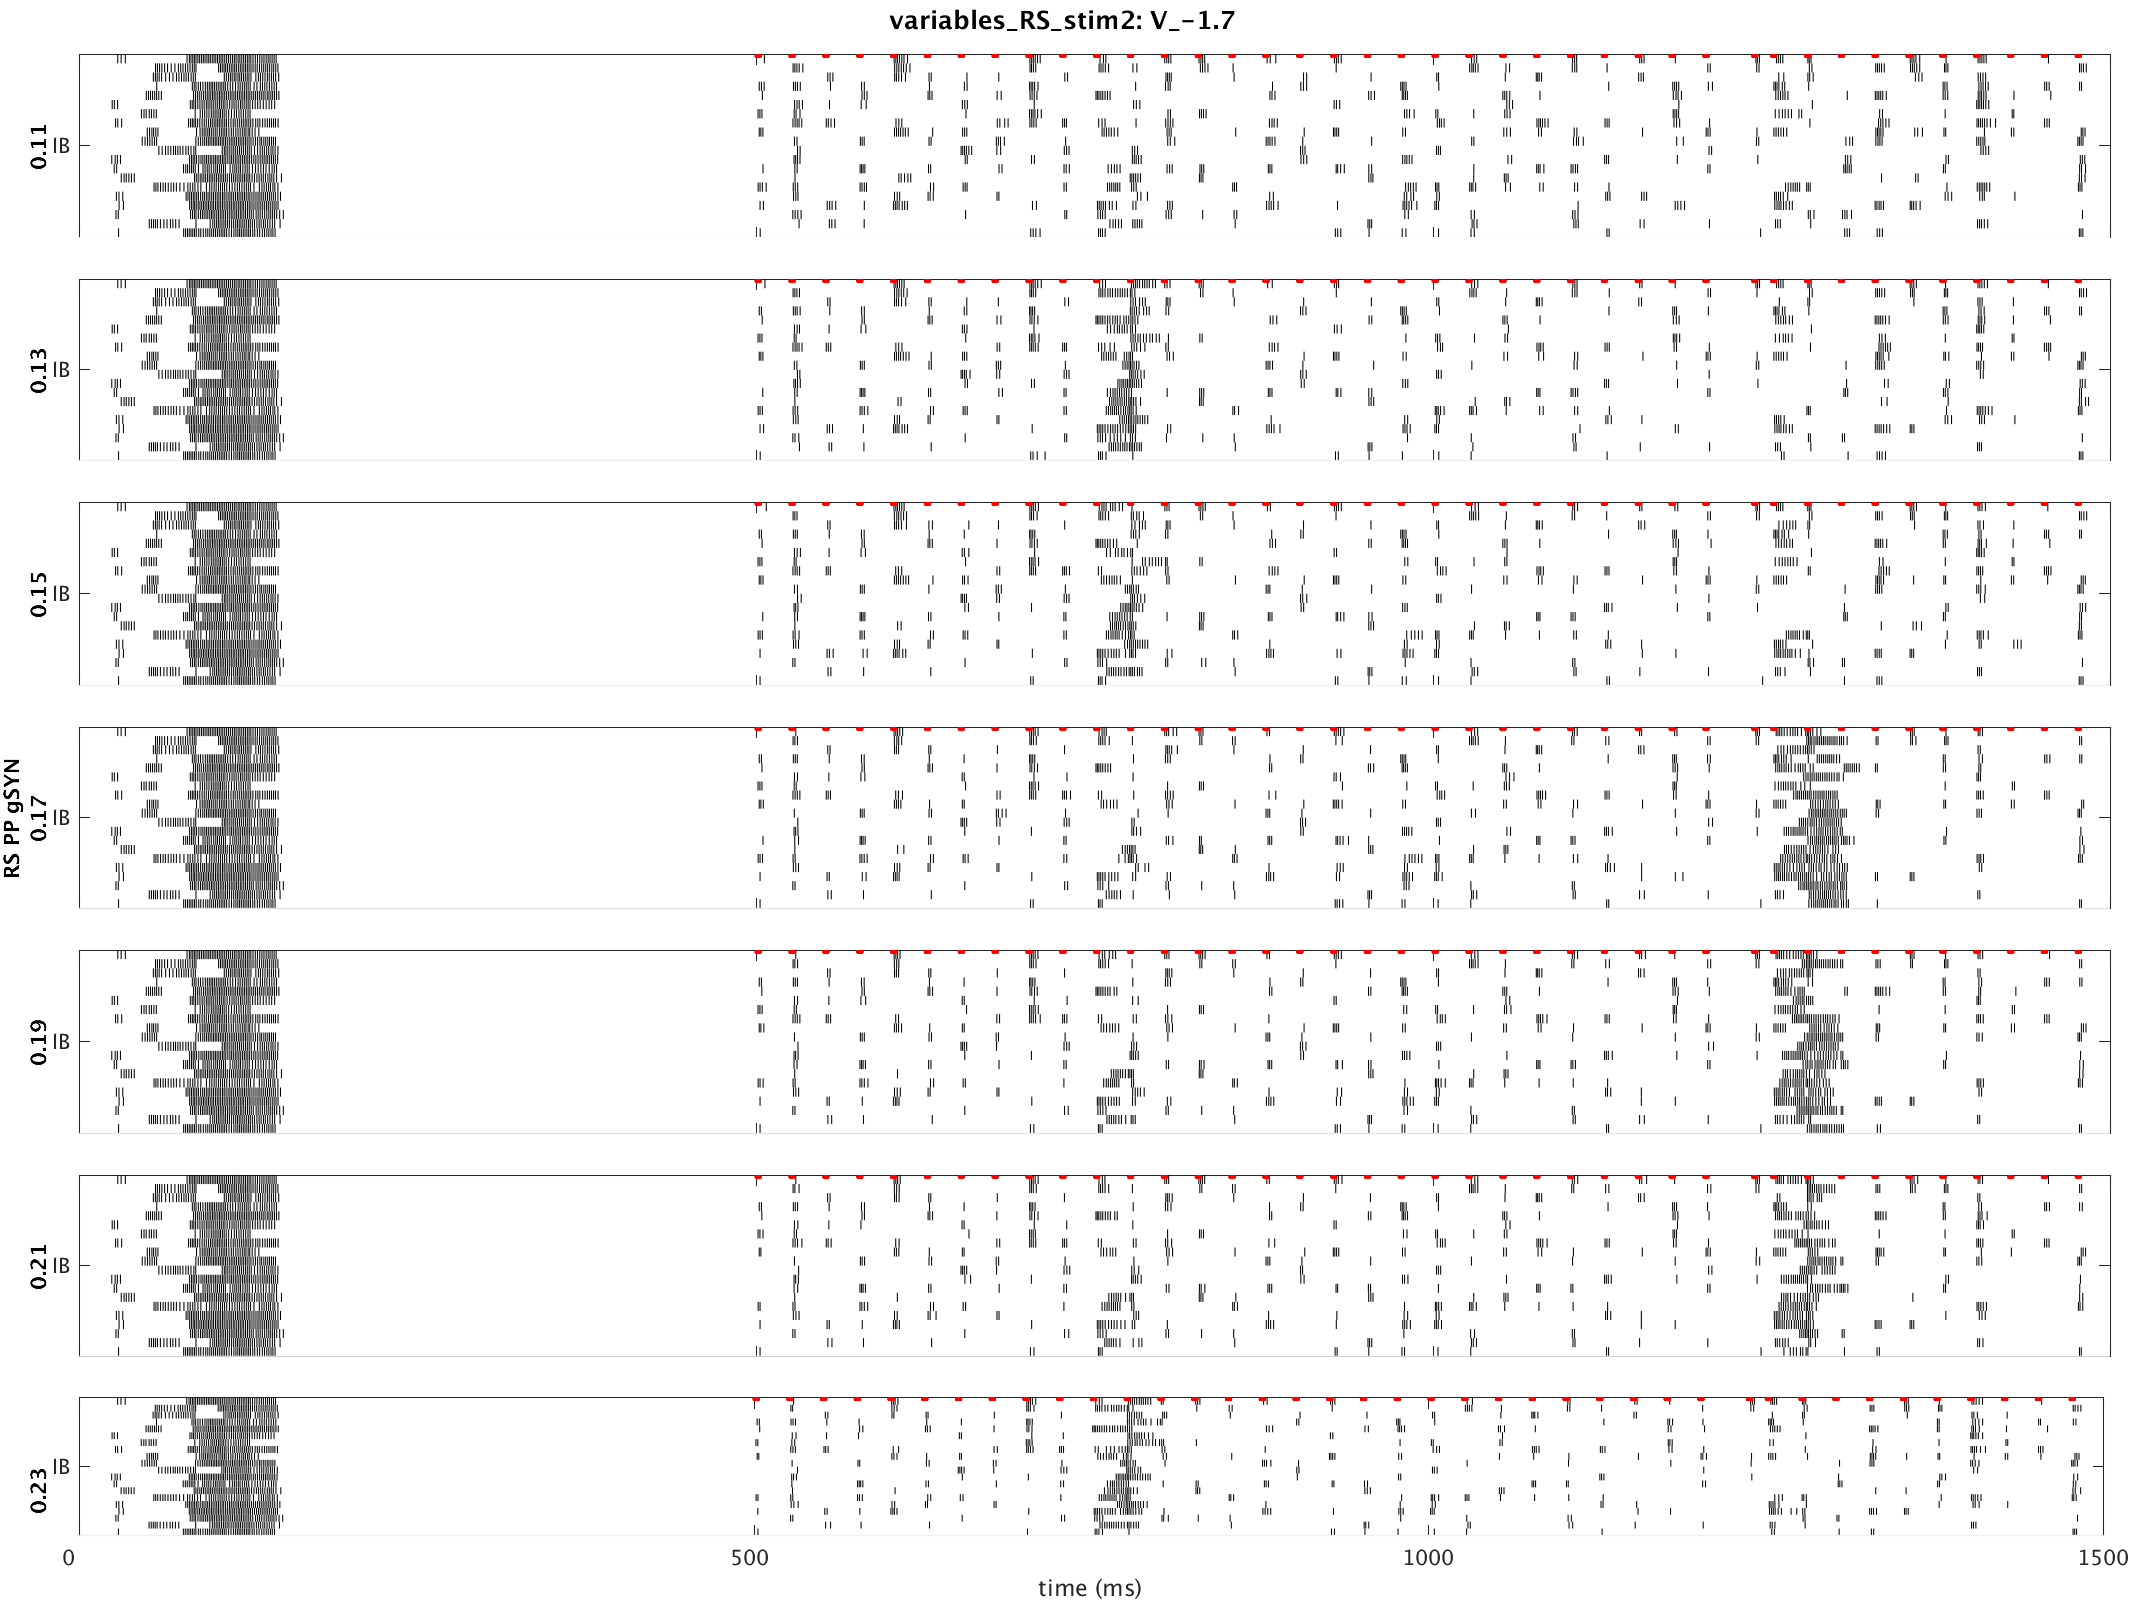 variables_RS_stim2: V_-1.7
0.11 IB
0.13 IB
0.15 IB
RS PP gSYN
0.17 IB
0.19 IB
0.21 IB
0.23 IB
0 500 1000 1500
time (ms)